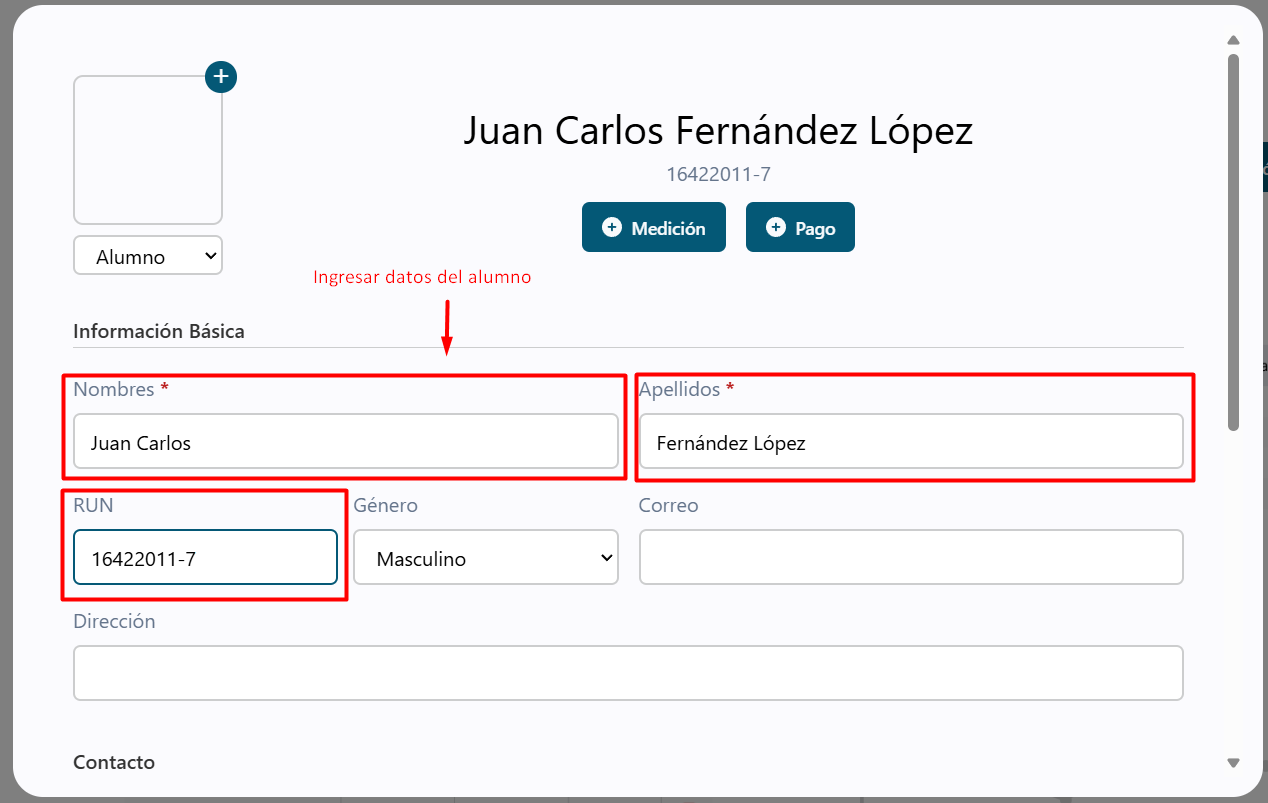 +
Juan Carlos Fernández López
16422011-7
Medición
Pago
Alumno
Ingresar datos del alumno
Información Básica
Nombres *
Apellidos *
Juan Carlos
Fernández López
RUN
Género
Correo
16422011-7
Masculino
Dirección
Contacto